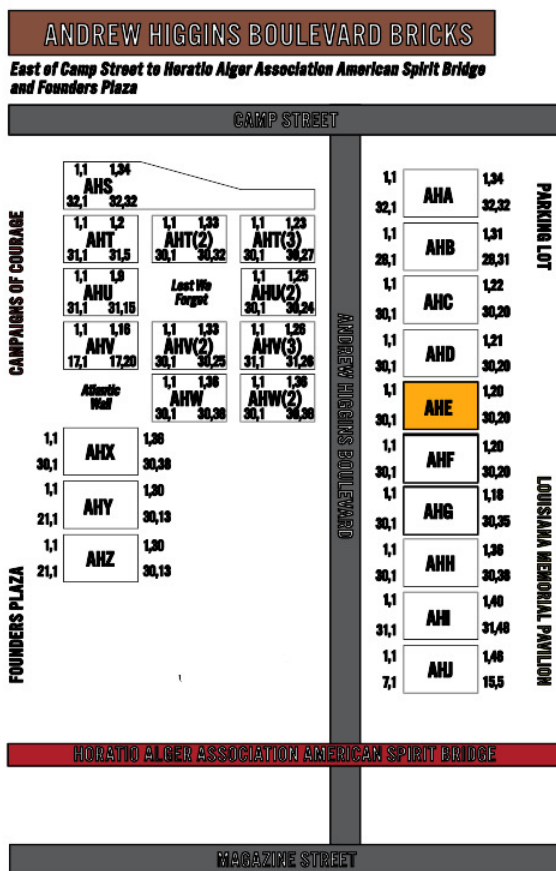 ANDREW HIGGINS BOULEVARD BRICKS
East of Camp Street to Horatio Alger Association American Spirit Bridge
and Founders Plaza
CAMP STREET
CAMPAIGNS OF COURAGE
FOUNDERS PLAZA
1,1 1,34
AHS
32,1 32,32
1,1 1,2
AHT
31,1 31,5
1,1 1,33
AHT(2)
30,1 30,32
1,1 1,23
AHT(3)
30,1 30,27
1,1 1,9
AHU
31,1 31,15
Lest We
Forget
1,1 1,25
AHU(2)
30,1 30,24
1,1 1,16
AHV
17,1 17,20
1,1 1,33
AHV(2)
30,1 30,25
1,1 1,26
AHV(3)
31,1 31,26
Atlantic
Wall
1,1 1,36
AHW
30,1 30,36
1,1 1,36
AHW(2)
30,1 30,36
1,1 1,36
AHX
30,1 30,38
1,1 1,30
AHY
21,1 30,13
1,1 1,30
AHZ
21,1 30,13
ANDREW HIGGINS BOULEVARD
1,1 1,34
AHA
32,1 32,32
1,1 1,31
AHB
28,1 28,31
1,1 1,22
AHC
30,1 30,20
1,1 1,21
AHD
30,1 30,20
1,1 1,20
AHE
30,1 30,20
1,1 1,20
AHF
30,1 30,20
1,1 1,18
AHG
30,1 30,35
1,1 1,36
AHH
30,1 30,36
1,1 1,40
AHI
31,1 31,48
1,1 1,46
AHJ
7,1 15,5
PARKING LOT
LOUISIANA MEMORIAL PAVILION
HORATIO ALGER ASSOCIATION AMERICAN SPIRIT BRIDGE
MAGAZINE STREET